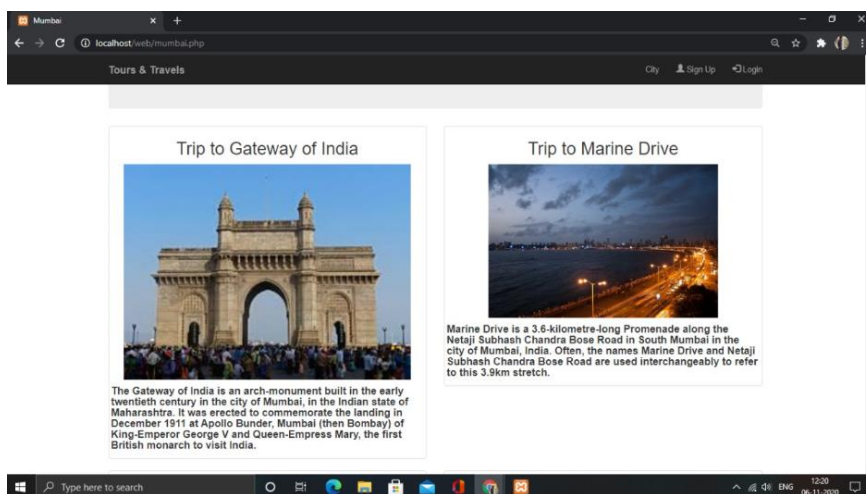 Mumbai
localhost/web/mumbai.php
Tours & Travels
City
Sign Up
Login
Trip to Gateway of India
The Gateway of India is an arch-monument built in the early
twentieth century in the city of Mumbai, in the Indian state of
Maharashtra. It was erected to commemorate the landing in
December 1911 at Apollo Bunder, Mumbai (then Bombay) of
King-Emperor George V and Queen-Empress Mary, the first
British monarch to visit India.
Trip to Marine Drive
Marine Drive is a 3.6-kilometre-long Promenade along the
Netaji Subhash Chandra Bose Road in South Mumbai in the
city of Mumbai, India. Often, the names Marine Drive and Netaji
Subhash Chandra Bose Road are used interchangeably to refer
to this 3.9km stretch.
Type here to search
ENG
12:20
06-11-2020